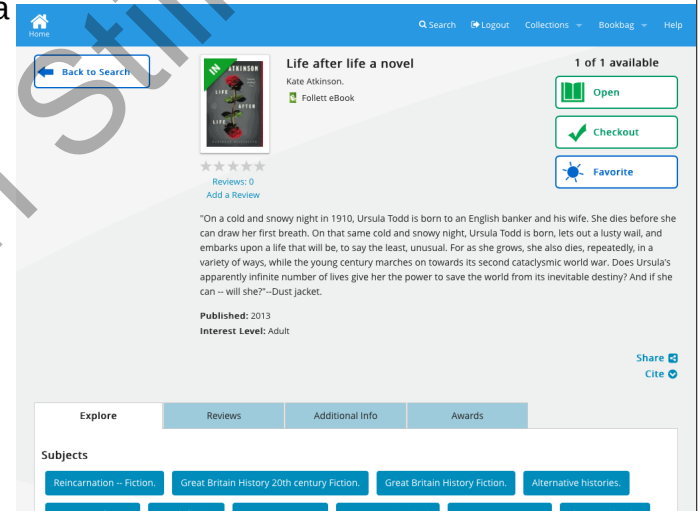 a
Home
Search Logout Collections Bookbag Help
Back to Search
IN
ATKINSON
LIFE
AFTER
LIFE
Life after life a novel
Kate Atkinson.
Follett eBook
1 of 1 available
Open
Checkout
Favorite
Reviews: 0
Add a Review
"On a cold and snowy night in 1910, Ursula Todd is born to an English banker and his wife. She dies before she
can draw her first breath. On that same cold and snowy night, Ursula Todd is born, lets out a lusty wail, and
embarks upon a life that will be, to say the least, unusual. For as she grows, she also dies, repeatedly, in a
variety of ways, while the young century marches on towards its second cataclysmic world war. Does Ursula's
apparently infinite number of lives give her the power to save the world from its inevitable destiny? And if she
can -- will she?"--Dust jacket.
Published: 2013
Interest Level: Adult
Share
Cite
Explore Reviews Additional Info Awards
Subjects
Reincarnation -- Fiction. Great Britain History 20th century Fiction. Great Britain History Fiction. Alternative histories.